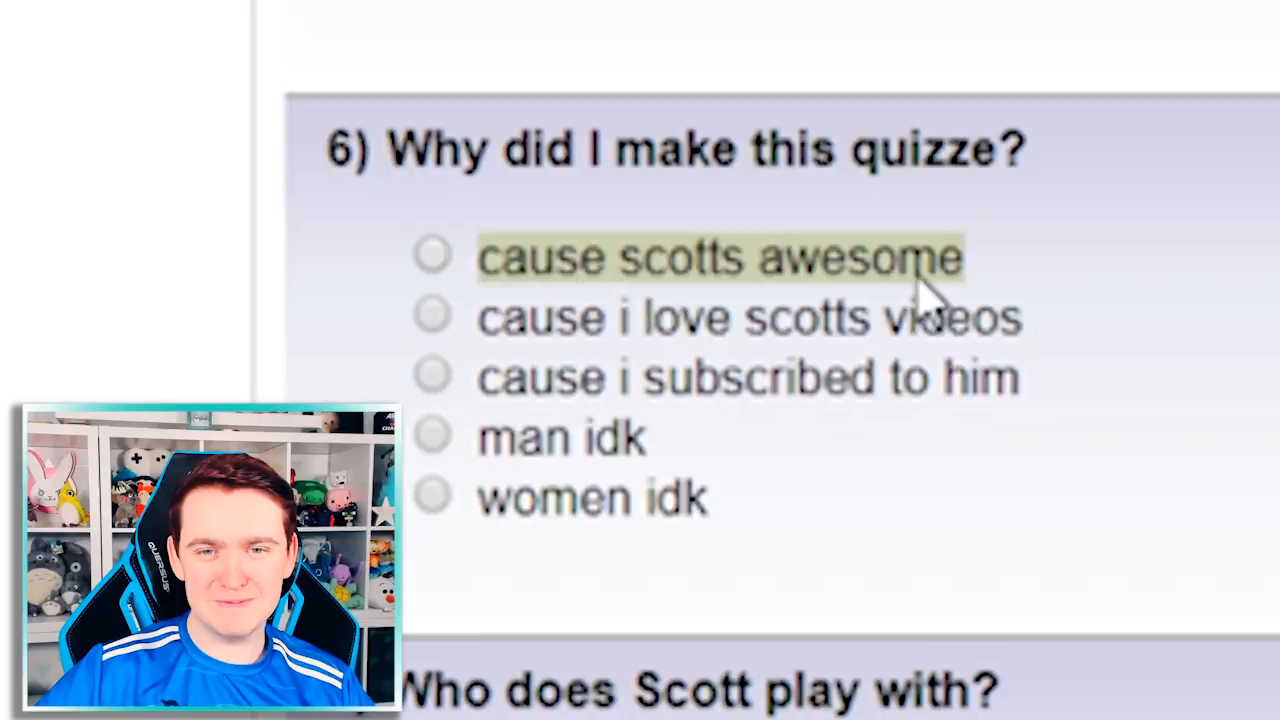 6) Why did I make this quizze?
cause scotts awesome
cause i love scotts videos
cause i subscribed to him
man idk
women idk
Who does Scott play with?
QUERSUS